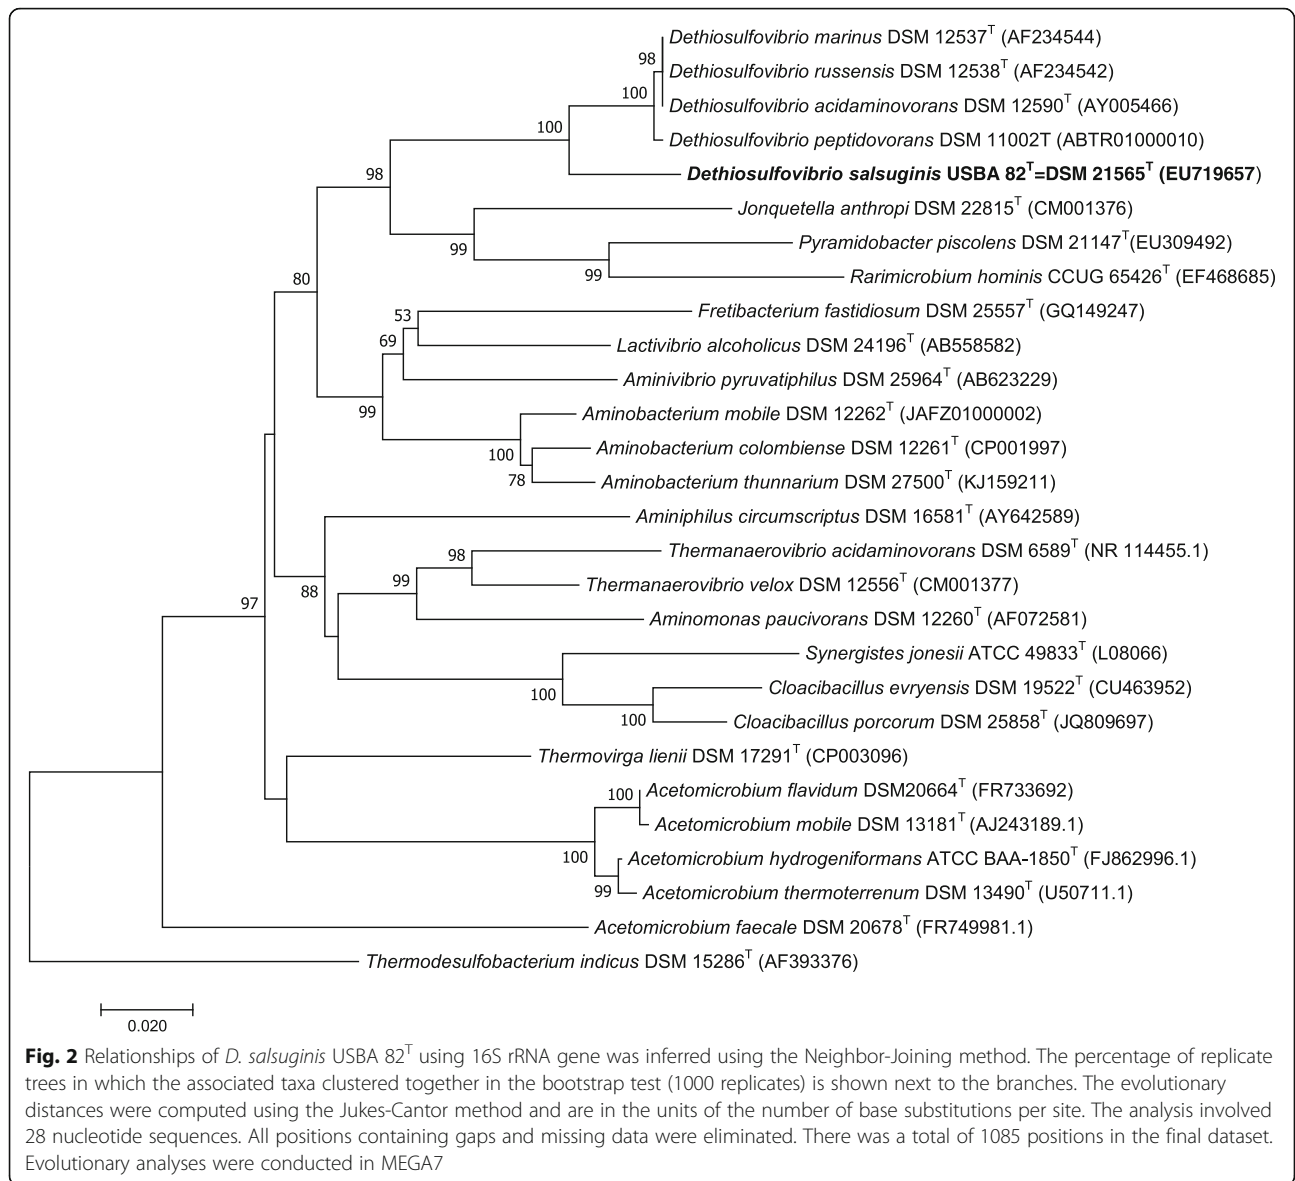 Dethiosulfovibrio marinus DSM 12537T (AF234544)
98
Dethiosulfovibrio russensis DSM 12538T (AF234542)
100
Dethiosulfovibrio acidaminovorans DSM 12590T (AY005466)
100
Dethiosulfovibrio peptidovorans DSM 11002T (ABTR01000010)
98
Dethiosulfovibrio salsuginis USBA 82T=DSM 21565T (EU719657)
Jonquetella anthropi DSM 22815T (CM001376)
99
Pyramidobacter piscolens DSM 21147T(EU309492)
99
Rarimicrobium hominis CCUG 65426T (EF468685)
80
Fretibacterium fastidiosum DSM 25557T (GQ149247)
53
69
Lactivibrio alcoholicus DSM 24196T (AB558582)
Aminivibrio pyruvatiphilus DSM 25964T (AB623229)
99
Aminobacterium mobile DSM 12262T (JAFZ01000002)
Aminobacterium colombiense DSM 12261T (CP001997)
100
78
Aminobacterium thunnarium DSM 27500T (KJ159211)
Aminiphilus circumscriptus DSM 16581T (AY642589)
Thermanaerovibrio acidaminovorans DSM 6589T (NR 114455.1)
98
99
Thermanaerovibrio velox DSM 12556T (CM001377)
88
97
Aminomonas paucivorans DSM 12260T (AF072581)
Synergistes jonesii ATCC 49833T (L08066)
Cloacibacillus evryensis DSM 19522T (CU463952)
100
100
Cloacibacillus porcorum DSM 25858T (JQ809697)
Thermovirga lienii DSM 17291T (CP003096)
Acetomicrobium flavidum DSM20664T (FR733692)
100
Acetomicrobium mobile DSM 13181T (AJ243189.1)
100
Acetomicrobium hydrogeniformans ATCC BAA-1850T (FJ862996.1)
99
Acetomicrobium thermoterrenum DSM 13490T (U50711.1)
Acetomicrobium faecale DSM 20678T (FR749981.1)
Thermodesulfobacterium indicus DSM 15286T (AF393376)
0.020
Fig. 2 Relationships of D. salsuginis USBA 82T using 16S rRNA gene was inferred using the Neighbor-Joining method. The percentage of replicate
trees in which the associated taxa clustered together in the bootstrap test (1000 replicates) is shown next to the branches. The evolutionary
distances were computed using the Jukes-Cantor method and are in the units of the number of base substitutions per site. The analysis involved
28 nucleotide sequences. All positions containing gaps and missing data were eliminated. There was a total of 1085 positions in the final dataset.
Evolutionary analyses were conducted in MEGA7